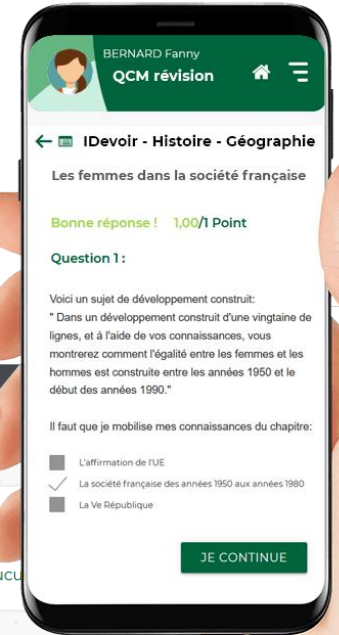 BERNARD Fanny
QCM révision
IDevoir - Histoire - Géographie
Les femmes dans la société française
Bonne réponse ! 1,00/1 Point
Question 1 :
Voici un sujet de développement construit:
" Dans un développement construit d'une vingtaine de
lignes, et à l'aide de vos connaissances, vous
montrerez comment l'égalité entre les femmes et les
hommes est construite entre les années 1950 et le
début des années 1990."
Il faut que je mobilise mes connaissances du chapitre:
L'affirmation de l'UE
La société française des années 1950 aux années 1980
La Ve République
JE CONTINUE